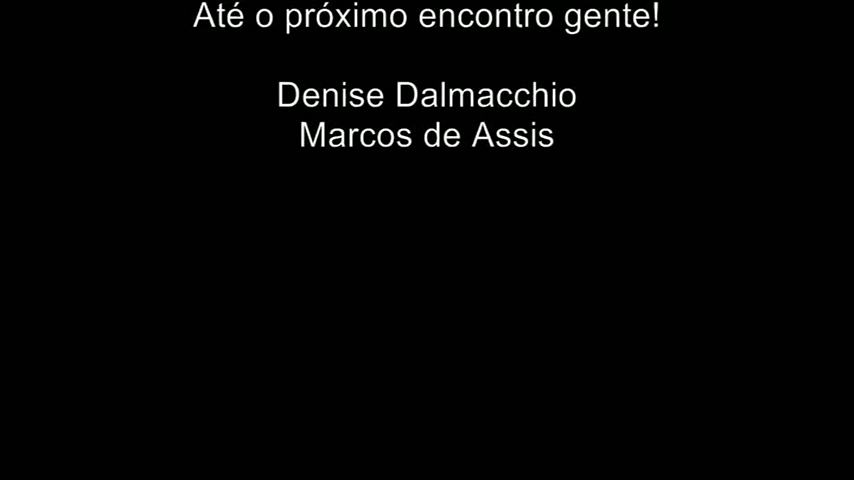 Até o próximo encontro gente!
Denise Dalmacchio
Marcos de Assis